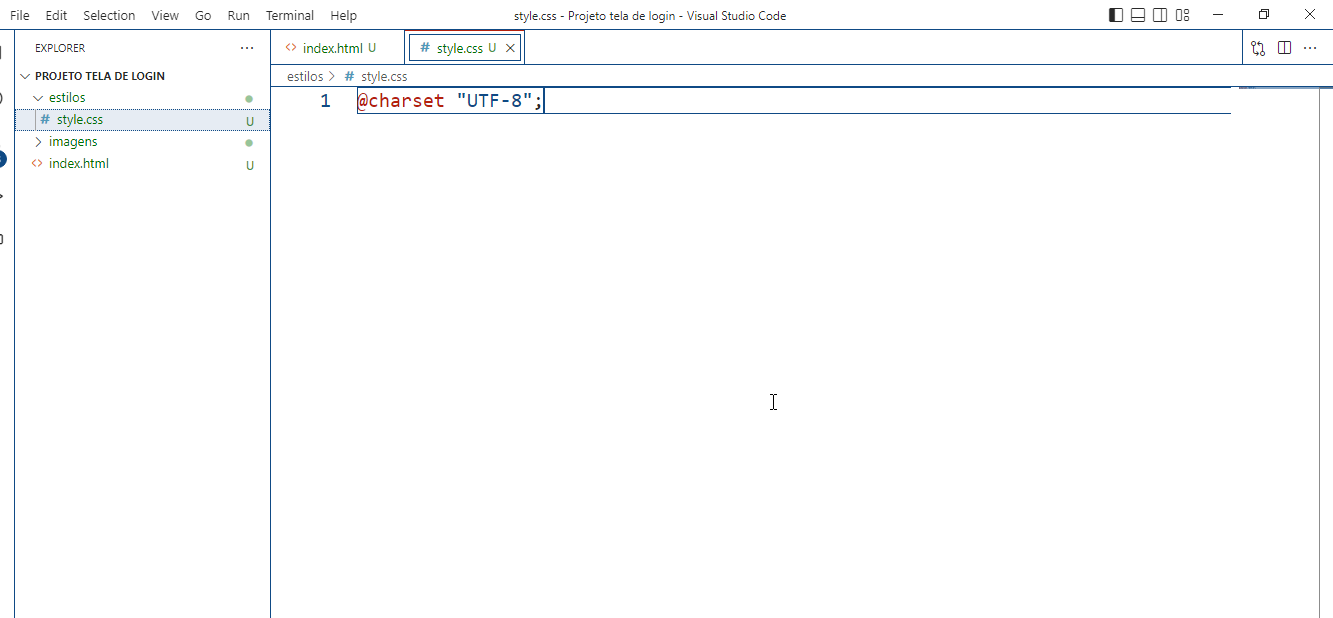 File Edit Selection View Go Run Terminal Help style.css - Projeto tela de login - Visual Studio Code
EXPLORER
PROJETO TELA DE LOGIN
estilos
# style.css U
imagens
<> index.html U
<> index.html U # style.css U
estilos > # style.css
1 @charset "UTF-8";